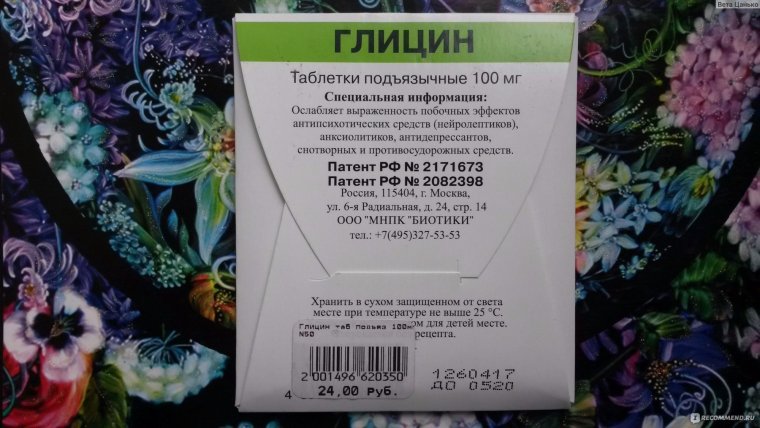 Вета Цанько
ГЛИЦИН
Таблетки подъязычные 100 мг
Специальная информация:
Ослабляет выраженность побочных эффектов
антипсихотических средств (нейролептиков),
анксиолитиков, антидепрессантов,
снотворных и противосудорожных средств.
Патент РФ № 2171673
Патент РФ № 2082398
Россия, 115404, г. Москва,
ул. 6-я Радиальная, д. 24, стр. 14
ООО "МНПК "БИОТИКИ"
тел.: +7(495)327-53-53
Хранить в сухом защищенном от света
месте при температуре не выше 25 °С.
ом для детей месте.
рецепта.
Глицин таб подъяз 100м
N50
2 001496 620350
24,00 Руб.
4
1260417
ДО 0520
IRECOMMEND.RU